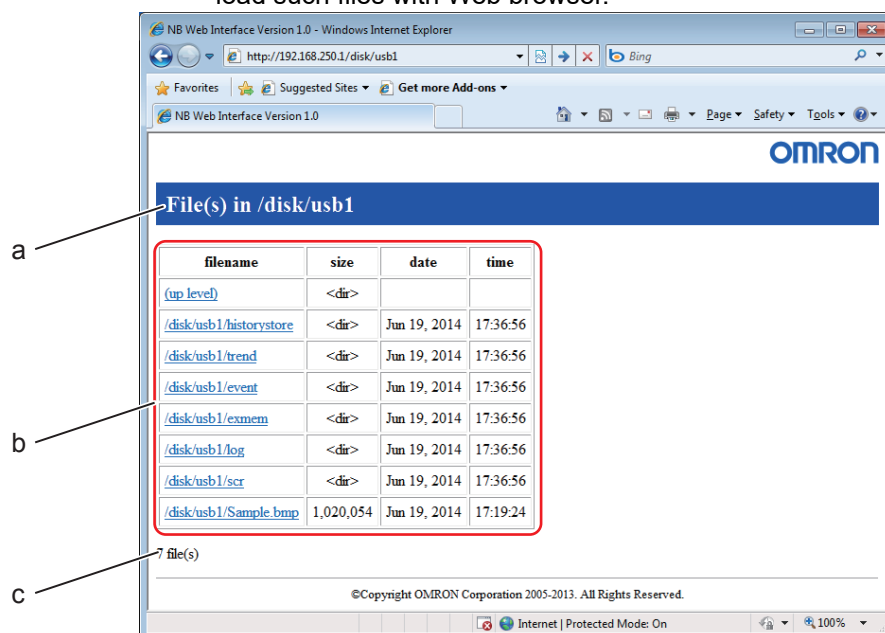 load such files with Web browser.
NB Web Interface Version 1.0 - Windows Internet Explorer
http://192.168.250.1/disk/usb1
Bing
Favorites Suggested Sites Get more Add-ons
NB Web Interface Version 1.0
Page Safety Tools
OMRON
a
File(s) in /disk/usb1
filename size date time
(up level) <dir>
/disk/usb1/historystore <dir> Jun 19, 2014 17:36:56
/disk/usb1/trend <dir> Jun 19, 2014 17:36:56
/disk/usb1/event <dir> Jun 19, 2014 17:36:56
b
/disk/usb1/exmem <dir> Jun 19, 2014 17:36:56
/disk/usb1/log <dir> Jun 19, 2014 17:36:56
/disk/usb1/scr <dir> Jun 19, 2014 17:36:56
/disk/usb1/Sample.bmp 1,020,054 Jun 19, 2014 17:19:24
7 file(s)
c
©Copyright OMRON Corporation 2005-2013. All Rights Reserved.
Internet | Protected Mode: On 100%